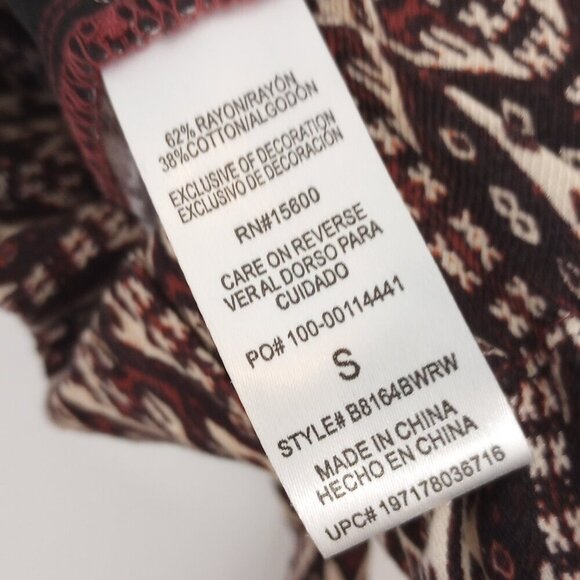 62% RAYON/RAYÓN
38%COTTON/ALGODÓN
EXCLUSIVE OF DECORATION
EXCLUSIVO DE DECORACIÓN
RN#15600
CARE ON REVERSE
VER AL DORSO PARA
CUIDADO
PO# 100-00114441
S
STYLE# B8164BWRW
MADE IN CHINA
HECHO EN CHINA
UPC# 197178036716